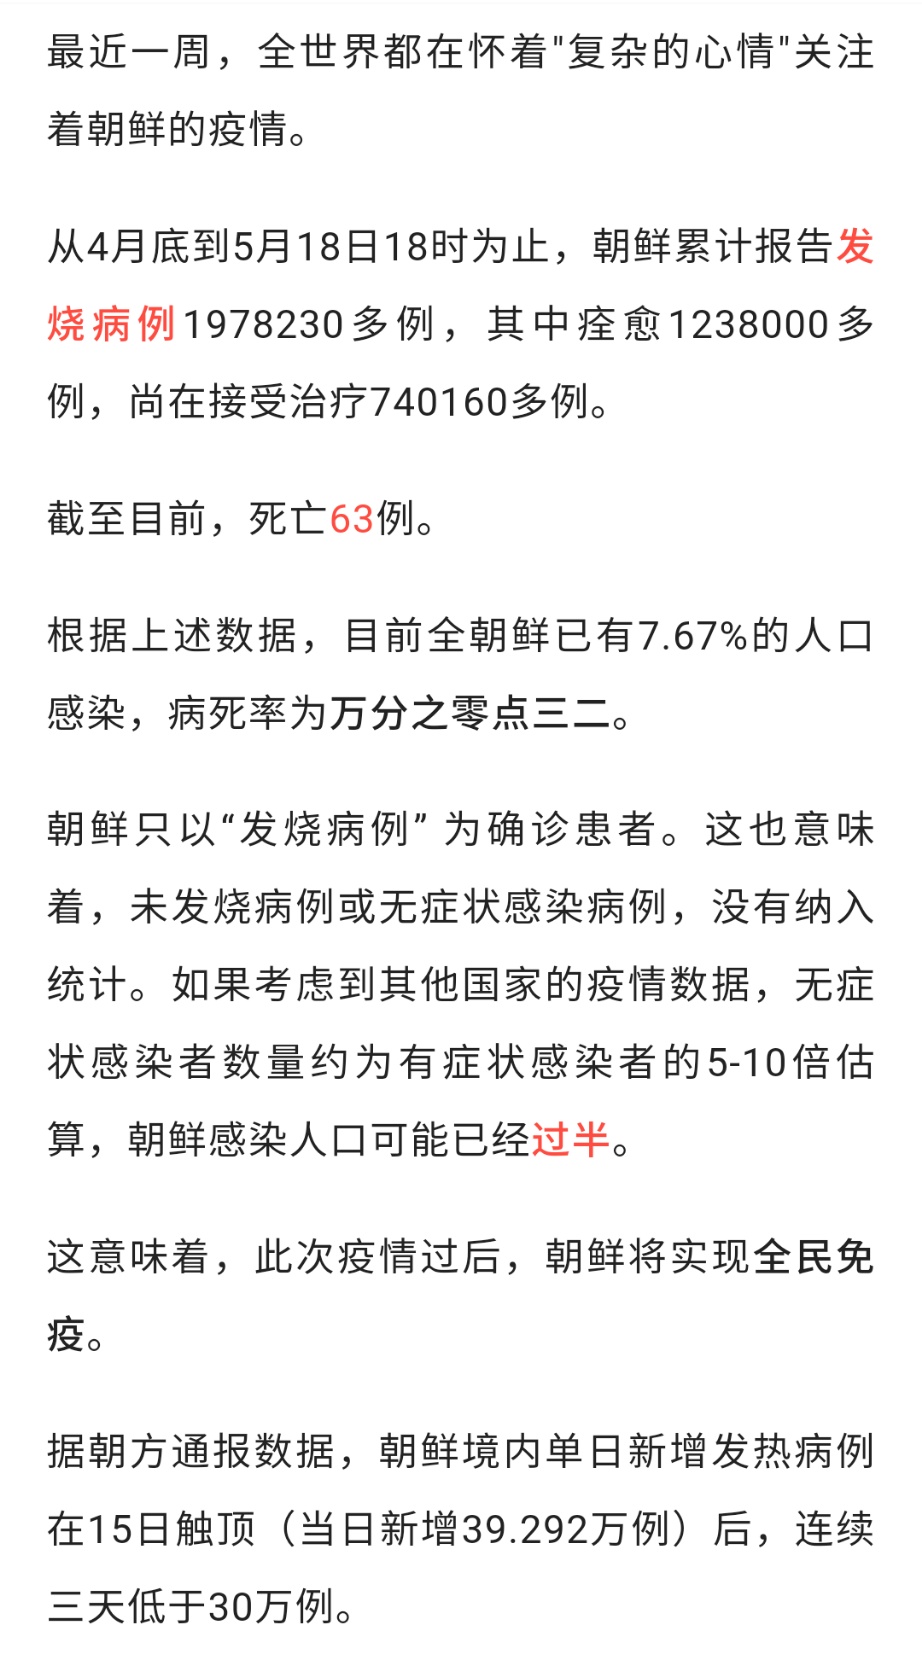 最近一周，全世界都在怀着"复杂的心情"关注
着朝鲜的疫情。
从4月底到5月18日18时为止，朝鲜累计报告发
烧病例1978230多例，其中痊愈1238000多
例，尚在接受治疗740160多例。
截至目前，死亡63例。
根据上述数据，目前全朝鲜已有7.67%的人口
感染，病死率为万分之零点三二。
朝鲜只以“发烧病例” 为确诊患者。这也意味
着，未发烧病例或无症状感染病例，没有纳入
统计。如果考虑到其他国家的疫情数据，无症
状感染者数量约为有症状感染者的5-10倍估
算，朝鲜感染人口可能已经过半。
这意味着，此次疫情过后，朝鲜将实现全民免
疫。
据朝方通报数据，朝鲜境内单日新增发热病例
在15日触顶（当日新增39.292万例）后，连续
三天低于30万例。